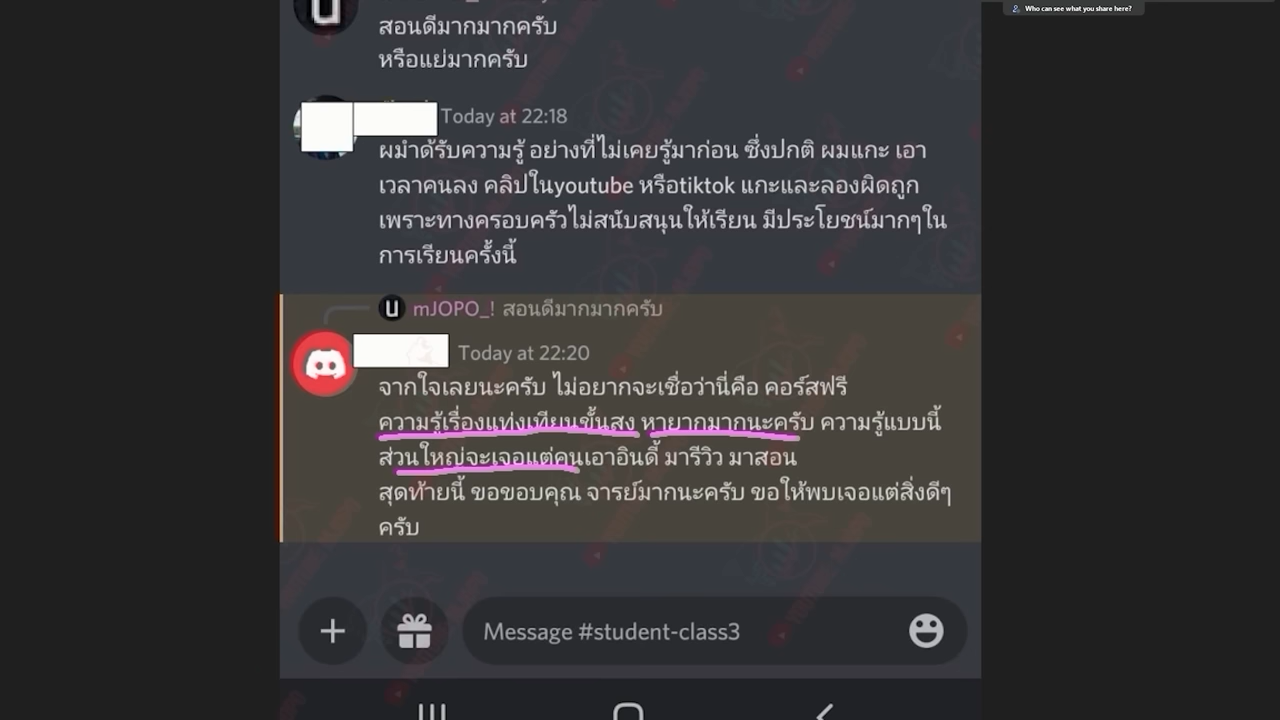 Who can see what you share here?
สอนดีมากมากครับ
หรือแย่มากครับ
Today at 22:18
ผมำด้รับความรู้ อย่างที่ไม่เคยรู้มาก่อน ซึ่งปกติ ผมแกะ เอา
เวลาคนลง คลิปในyoutube หรือtiktok แกะและลองผิดถูก
เพราะทางครอบครัวไม่สนับสนุนให้เรียน มีประโยชน์มากๆใน
การเรียนครั้งนี้
mJOPO_! สอนดีมากมากครับ
Today at 22:20
จากใจเลยนะครับ ไม่อยากจะเชื่อว่านี่คือ คอร์สฟรี
ความรู้เรื่องแท่งเทียนขั้นสูง หายากมากนะครับ ความรู้แบบนี้
ส่วนใหญ่จะเจอแต่คนเอาอินดี้ มารีวิว มาสอน
สุดท้ายนี้ ขอขอบคุณ จารย์มากนะครับ ขอให้พบเจอแต่สิ่งดีๆ
ครับ
Message #student-class3